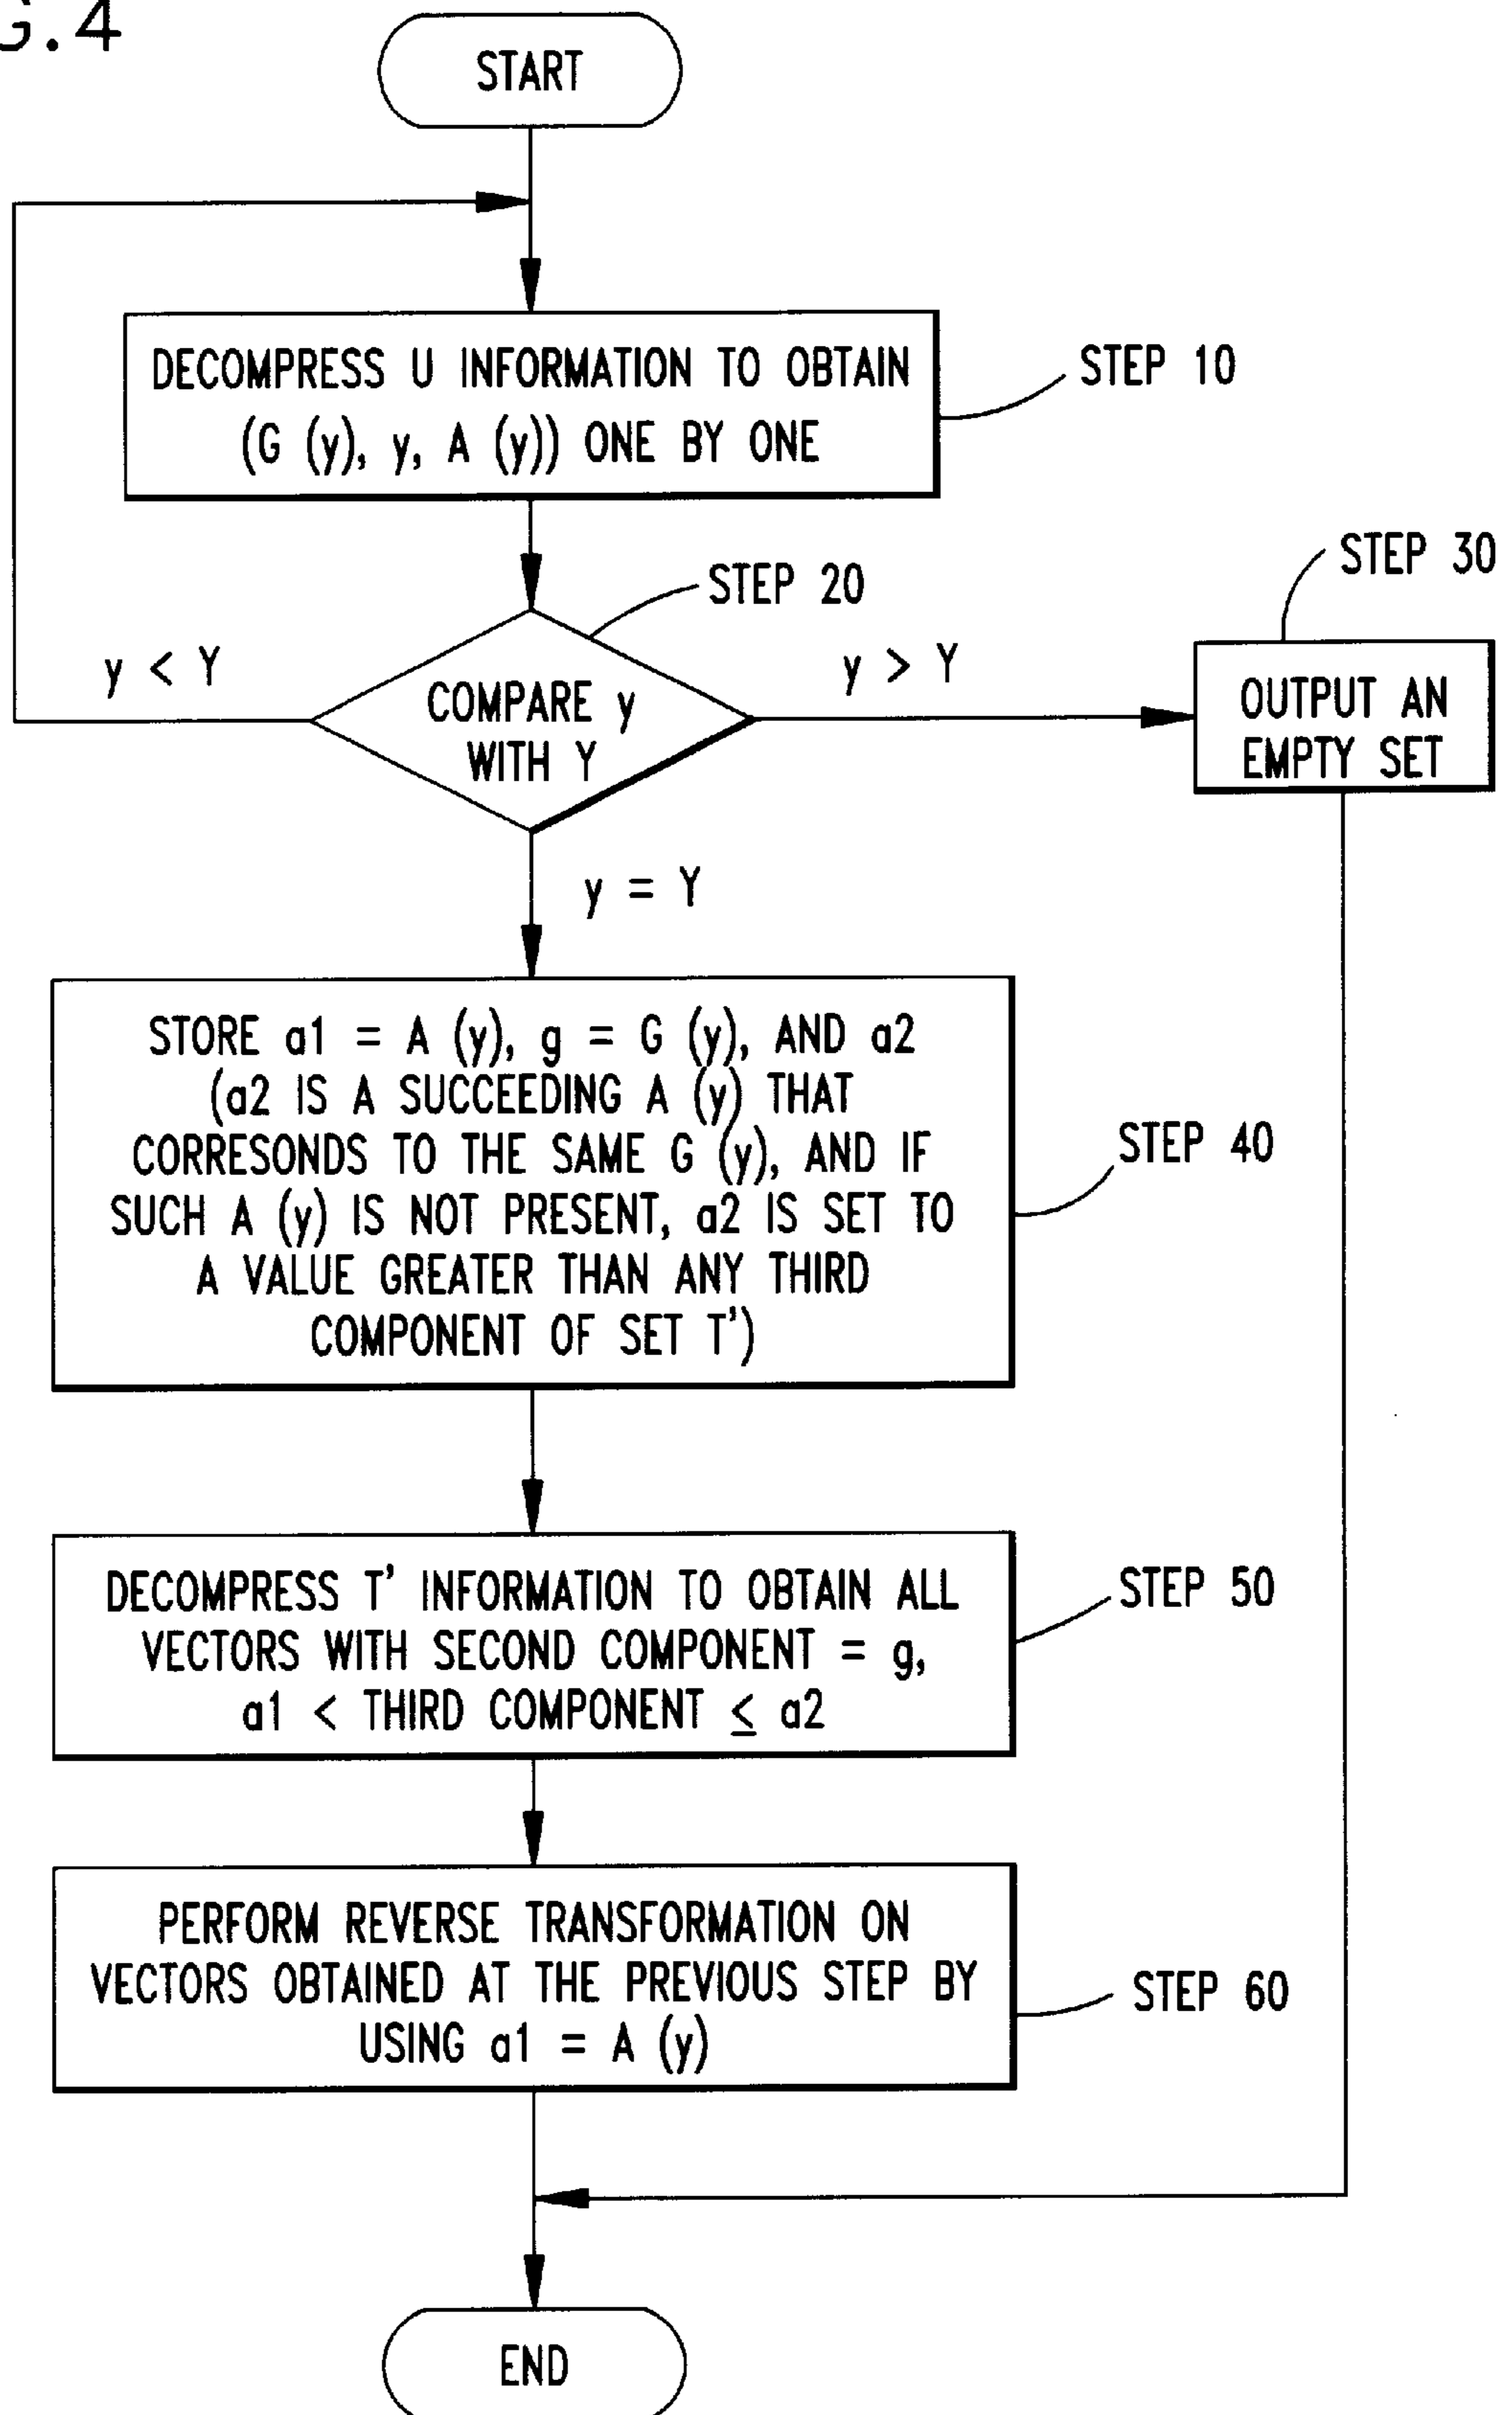 G.4
START
DECOMPRESS U INFORMATION TO OBTAIN
(G (y), y, A (y)) ONE BY ONE
STEP 10
STEP 20
STEP 30
y < Y
COMPARE y
WITH Y
y > Y
OUTPUT AN
EMPTY SET
y = Y
STORE a1 = A (y), g = G (y), AND a2
(a2 IS A SUCCEEDING A (y) THAT
CORRESONDS TO THE SAME G (y), AND IF
SUCH A (y) IS NOT PRESENT, a2 IS SET TO
A VALUE GREATER THAN ANY THIRD
COMPONENT OF SET T')
STEP 40
DECOMPRESS T' INFORMATION TO OBTAIN ALL
VECTORS WITH SECOND COMPONENT = g,
a1 < THIRD COMPONENT ≤ a2
STEP 50
PERFORM REVERSE TRANSFORMATION ON
VECTORS OBTAINED AT THE PREVIOUS STEP BY
USING a1 = A (y)
STEP 60
END